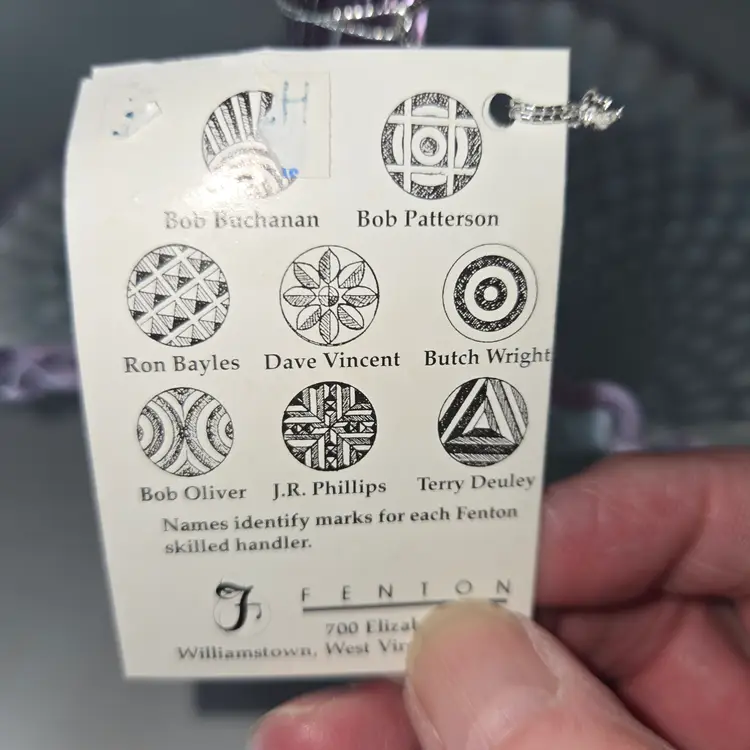 H
Bob Buchanan Bob Patterson
Ron Bayles Dave Vincent Butch Wright
Bob Oliver J.R. Phillips Terry Deuley
Names identify marks for each Fenton
skilled handler.
F
FENTON
700
Williamstown, West